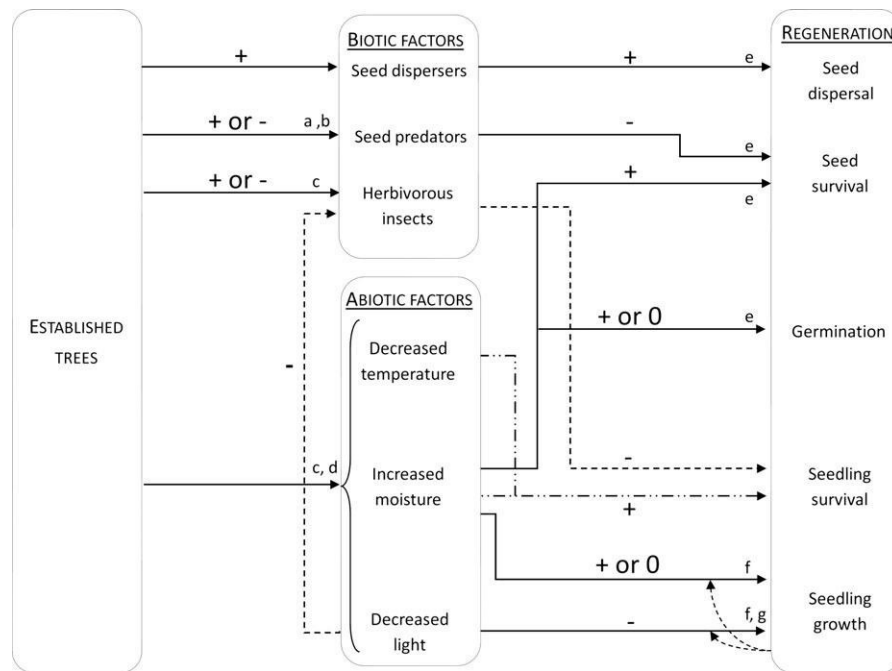 ESTABLISHED
TREES
+
+ or - a ,b
+ or - c
-
c, d
BIOTIC FACTORS
Seed dispersers
Seed predators
Herbivorous
insects
ABIOTIC FACTORS
Decreased
temperature
Increased
moisture
Decreased
light
+ e
- e
+
e
+ or 0 e
-
+
+ or 0 f
- f, g
REGENERATION
Seed
dispersal
Seed
survival
Germination
Seedling
survival
Seedling
growth